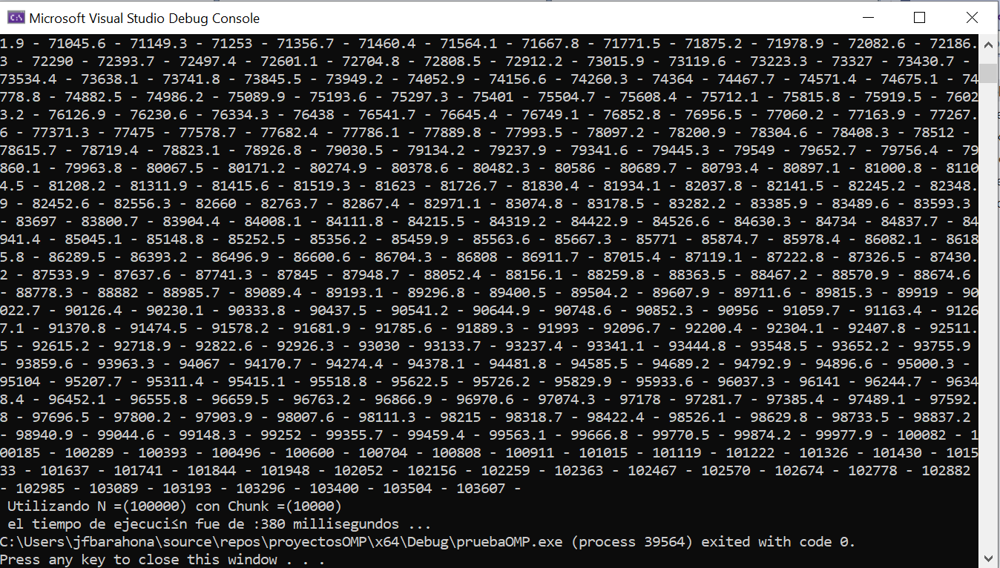 Microsoft Visual Studio Debug Console
1.9 - 71045.6 - 71149.3 - 71253 - 71356.7 - 71460.4 - 71564.1 - 71667.8 - 71771.5 - 71875.2 - 71978.9 - 72082.6 - 72186.
3 - 72290 - 72393.7 - 72497.4 - 72601.1 - 72704.8 - 72808.5 - 72912.2 - 73015.9 - 73119.6 - 73223.3 - 73327 - 73430.7 -
73534.4 - 73638.1 - 73741.8 - 73845.5 - 73949.2 - 74052.9 - 74156.6 - 74260.3 - 74364 - 74467.7 - 74571.4 - 74675.1 - 74
778.8 - 74882.5 - 74986.2 - 75089.9 - 75193.6 - 75297.3 - 75401 - 75504.7 - 75608.4 - 75712.1 - 75815.8 - 75919.5 - 7602
3.2 - 76126.9 - 76230.6 - 76334.3 - 76438 - 76541.7 - 76645.4 - 76749.1 - 76852.8 - 76956.5 - 77060.2 - 77163.9 - 77267.
6 - 77371.3 - 77475 - 77578.7 - 77682.4 - 77786.1 - 77889.8 - 77993.5 - 78097.2 - 78200.9 - 78304.6 - 78408.3 - 78512 -
78615.7 - 78719.4 - 78823.1 - 78926.8 - 79030.5 - 79134.2 - 79237.9 - 79341.6 - 79445.3 - 79549 - 79652.7 - 79756.4 - 79
860.1 - 79963.8 - 80067.5 - 80171.2 - 80274.9 - 80378.6 - 80482.3 - 80586 - 80689.7 - 80793.4 - 80897.1 - 81000.8 - 8110
4.5 - 81208.2 - 81311.9 - 81415.6 - 81519.3 - 81623 - 81726.7 - 81830.4 - 81934.1 - 82037.8 - 82141.5 - 82245.2 - 82348.
9 - 82452.6 - 82556.3 - 82660 - 82763.7 - 82867.4 - 82971.1 - 83074.8 - 83178.5 - 83282.2 - 83385.9 - 83489.6 - 83593.3
- 83697 - 83800.7 - 83904.4 - 84008.1 - 84111.8 - 84215.5 - 84319.2 - 84422.9 - 84526.6 - 84630.3 - 84734 - 84837.7 - 84
941.4 - 85045.1 - 85148.8 - 85252.5 - 85356.2 - 85459.9 - 85563.6 - 85667.3 - 85771 - 85874.7 - 85978.4 - 86082.1 - 8618
5.8 - 86289.5 - 86393.2 - 86496.9 - 86600.6 - 86704.3 - 86808 - 86911.7 - 87015.4 - 87119.1 - 87222.8 - 87326.5 - 87430.
2 - 87533.9 - 87637.6 - 87741.3 - 87845 - 87948.7 - 88052.4 - 88156.1 - 88259.8 - 88363.5 - 88467.2 - 88570.9 - 88674.6
- 88778.3 - 88882 - 88985.7 - 89089.4 - 89193.1 - 89296.8 - 89400.5 - 89504.2 - 89607.9 - 89711.6 - 89815.3 - 89919 - 90
022.7 - 90126.4 - 90230.1 - 90333.8 - 90437.5 - 90541.2 - 90644.9 - 90748.6 - 90852.3 - 90956 - 91059.7 - 91163.4 - 9126
7.1 - 91370.8 - 91474.5 - 91578.2 - 91681.9 - 91785.6 - 91889.3 - 91993 - 92096.7 - 92200.4 - 92304.1 - 92407.8 - 92511.
5 - 92615.2 - 92718.9 - 92822.6 - 92926.3 - 93030 - 93133.7 - 93237.4 - 93341.1 - 93444.8 - 93548.5 - 93652.2 - 93755.9
- 93859.6 - 93963.3 - 94067 - 94170.7 - 94274.4 - 94378.1 - 94481.8 - 94585.5 - 94689.2 - 94792.9 - 94896.6 - 95000.3 -
95104 - 95207.7 - 95311.4 - 95415.1 - 95518.8 - 95622.5 - 95726.2 - 95829.9 - 95933.6 - 96037.3 - 96141 - 96244.7 - 9634
8.4 - 96452.1 - 96555.8 - 96659.5 - 96763.2 - 96866.9 - 96970.6 - 97074.3 - 97178 - 97281.7 - 97385.4 - 97489.1 - 97592.
8 - 97696.5 - 97800.2 - 97903.9 - 98007.6 - 98111.3 - 98215 - 98318.7 - 98422.4 - 98526.1 - 98629.8 - 98733.5 - 98837.2
- 98940.9 - 99044.6 - 99148.3 - 99252 - 99355.7 - 99459.4 - 99563.1 - 99666.8 - 99770.5 - 99874.2 - 99977.9 - 100082 - 1
00185 - 100289 - 100393 - 100496 - 100600 - 100704 - 100808 - 100911 - 101015 - 101119 - 101222 - 101326 - 101430 - 1015
33 - 101637 - 101741 - 101844 - 101948 - 102052 - 102156 - 102259 - 102363 - 102467 - 102570 - 102674 - 102778 - 102882
- 102985 - 103089 - 103193 - 103296 - 103400 - 103504 - 103607 -
Utilizando N =(100000) con Chunk =(10000)
el tiempo de ejecuci≤n fue de :380 millisegundos ...
C:\Users\jfbarahona\source\repos\proyectosOMP\x64\Debug\pruebaOMP.exe (process 39564) exited with code 0.
Press any key to close this window . . .